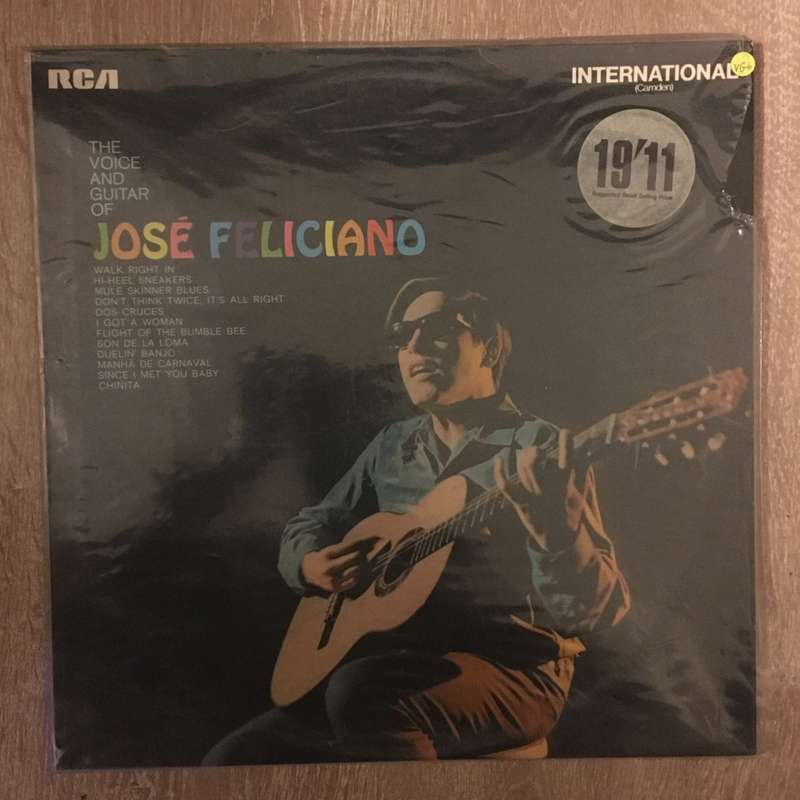 RCA
INTERNATIONAL
(Camden)
VG+
19'11
Suggested Retail Selling Price
THE
VOICE
AND
GUITAR
OF
JOSÉ FELICIANO
WALK RIGHT IN
HI-HEEL SNEAKERS
MULE SKINNER BLUES
DON'T THINK TWICE, IT'S ALL RIGHT
DOS CRUCES
I GOT A WOMAN
FLIGHT OF THE BUMBLE BEE
SON DE LA LOMA
DUELIN' BANJO
MANHÃ DE CARNAVAL
SINCE I MET YOU BABY
CHINITA